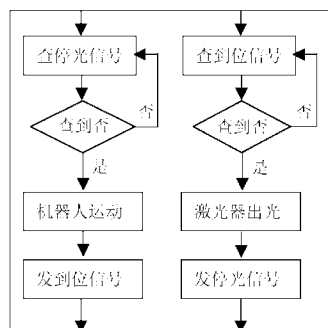 查停光信号
查到位信号
否
否
查到否
查到否
是
是
机器人运动
激光器出光
发到位信号
发停光信号